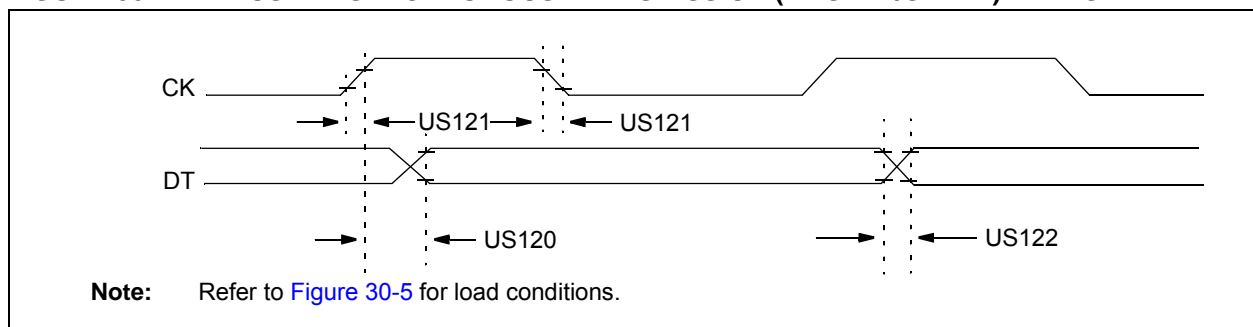 CK
US121 US121
DT
US120 US122
Note: Refer to Figure 30-5 for load conditions.